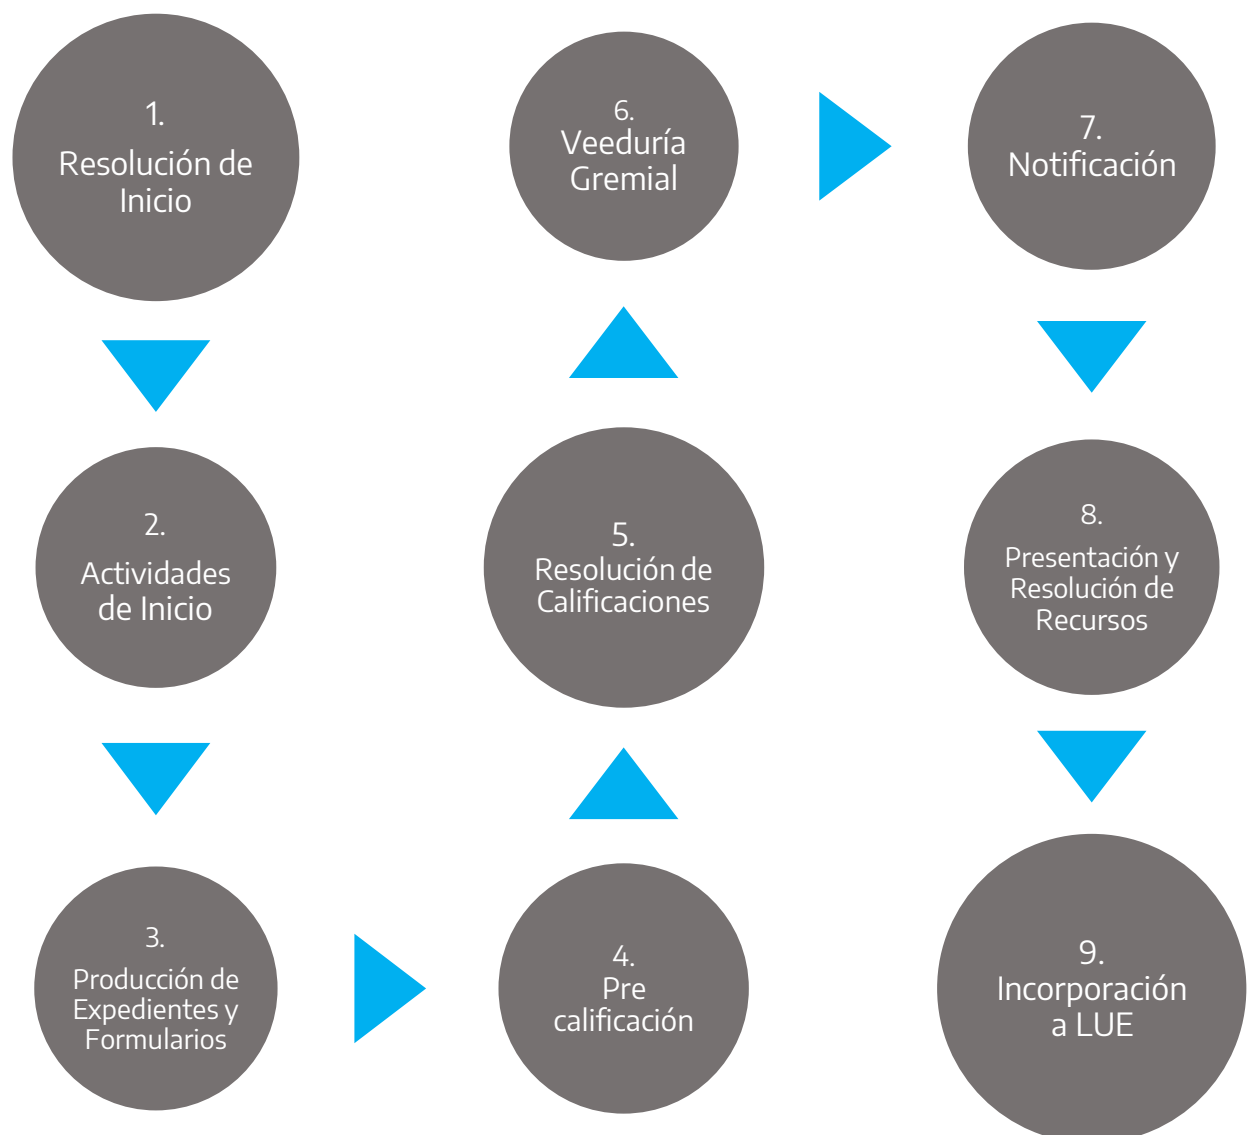 1.
Resolución de
Inicio
2.
Actividades
de Inicio
3.
Producción de
Expedientes y
Formularios
4.
Pre
calificación
5.
Resolución de
Calificaciones
6.
Veeduría
Gremial
7.
Notificación
8.
Presentación y
Resolución de
Recursos
9.
Incorporación
a LUE